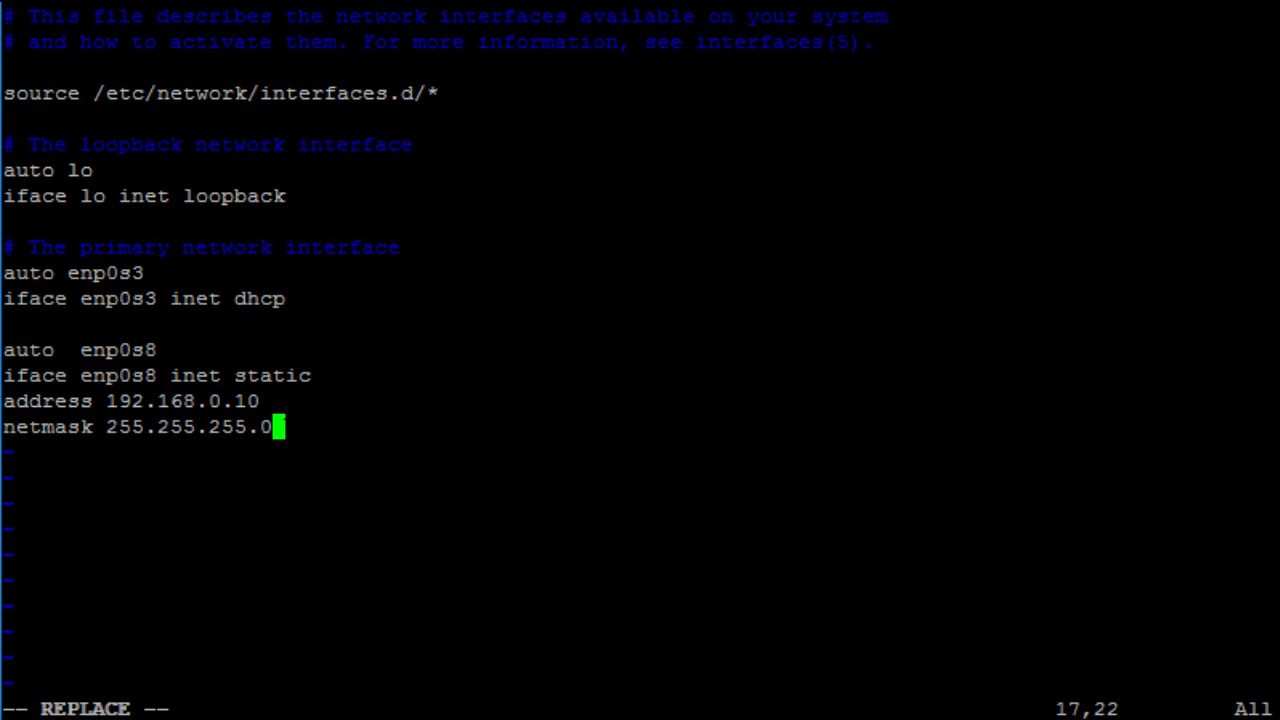 # This file describes the network interfaces available on your system
# and how to activate them. For more information, see interfaces(5).
source /etc/network/interfaces.d/*
# The loopback network interface
auto lo
iface lo inet loopback
# The primary network interface
auto enp0s3
iface enp0s3 inet dhcp
auto  enp0s8
iface enp0s8 inet static
address 192.168.0.10
netmask 255.255.255.0
~
~
~
~
~
~
~
~
~
~
-- REPLACE -- 17,22 All